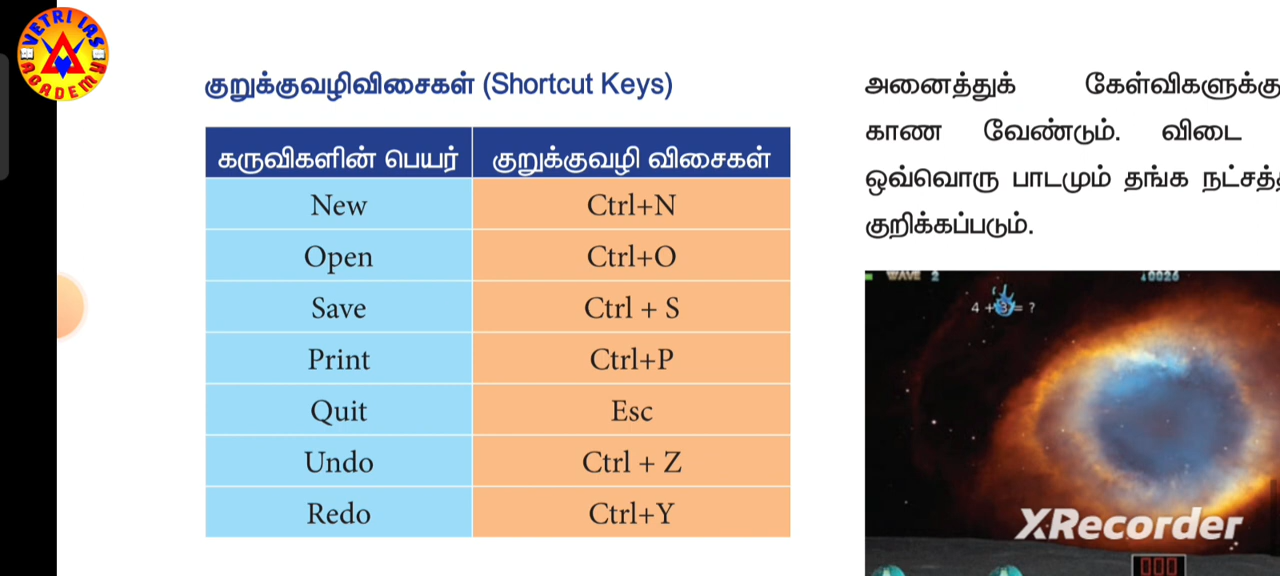 VETRI IAS
ACADEMY
குறுக்குவழிவிசைகள் (Shortcut Keys)
கருவிகளின் பெயர் குறுக்குவழி விசைகள்
New Ctrl+N
Open Ctrl+O
Save Ctrl + S
Print Ctrl+P
Quit Esc
Undo Ctrl + Z
Redo Ctrl+Y
அனைத்துக் கேள்விகளுக்கு
காண வேண்டும். விடை
ஒவ்வொரு பாடமும் தங்க
குறிக்கப்படும்.
WAVE 2
4 + 3 = ?
XRecorder
000